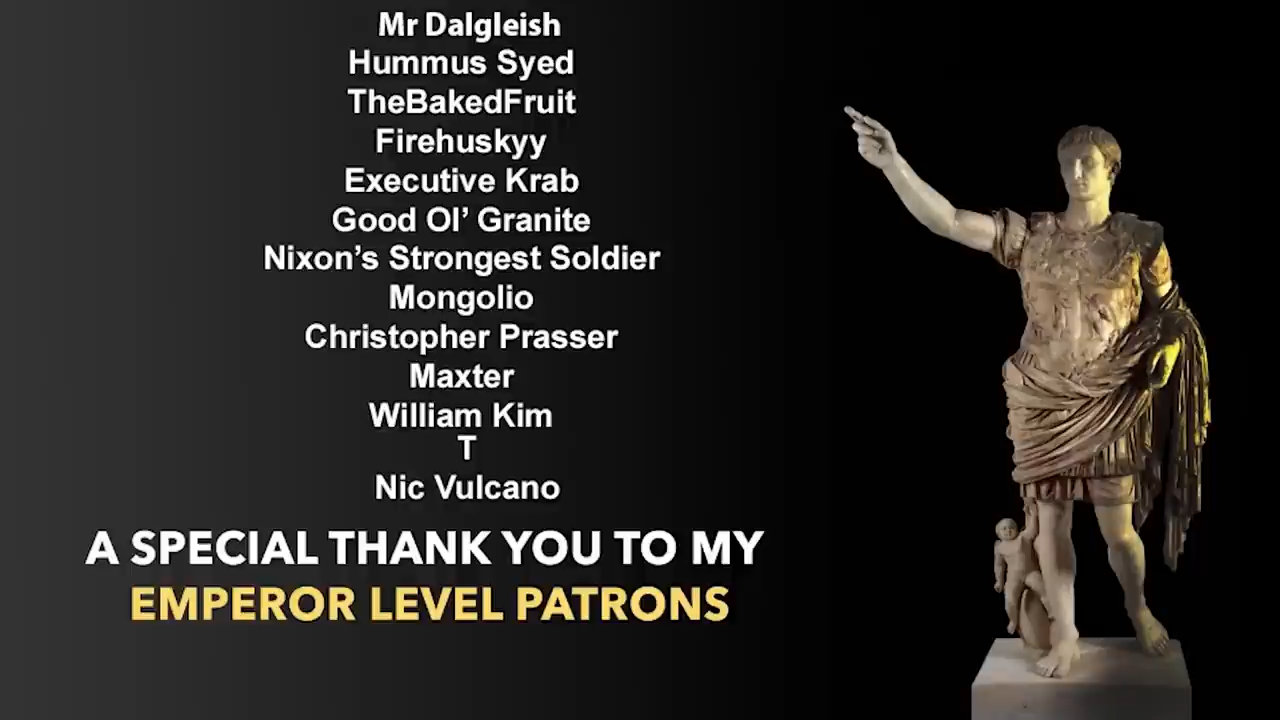 Mr Dalgleish
Hummus Syed
TheBakedFruit
Firehuskyy
Executive Krab
Good Ol’ Granite
Nixon’s Strongest Soldier
Mongolio
Christopher Prasser
Maxter
William Kim
T
Nic Vulcano
A SPECIAL THANK YOU TO MY
EMPEROR LEVEL PATRONS